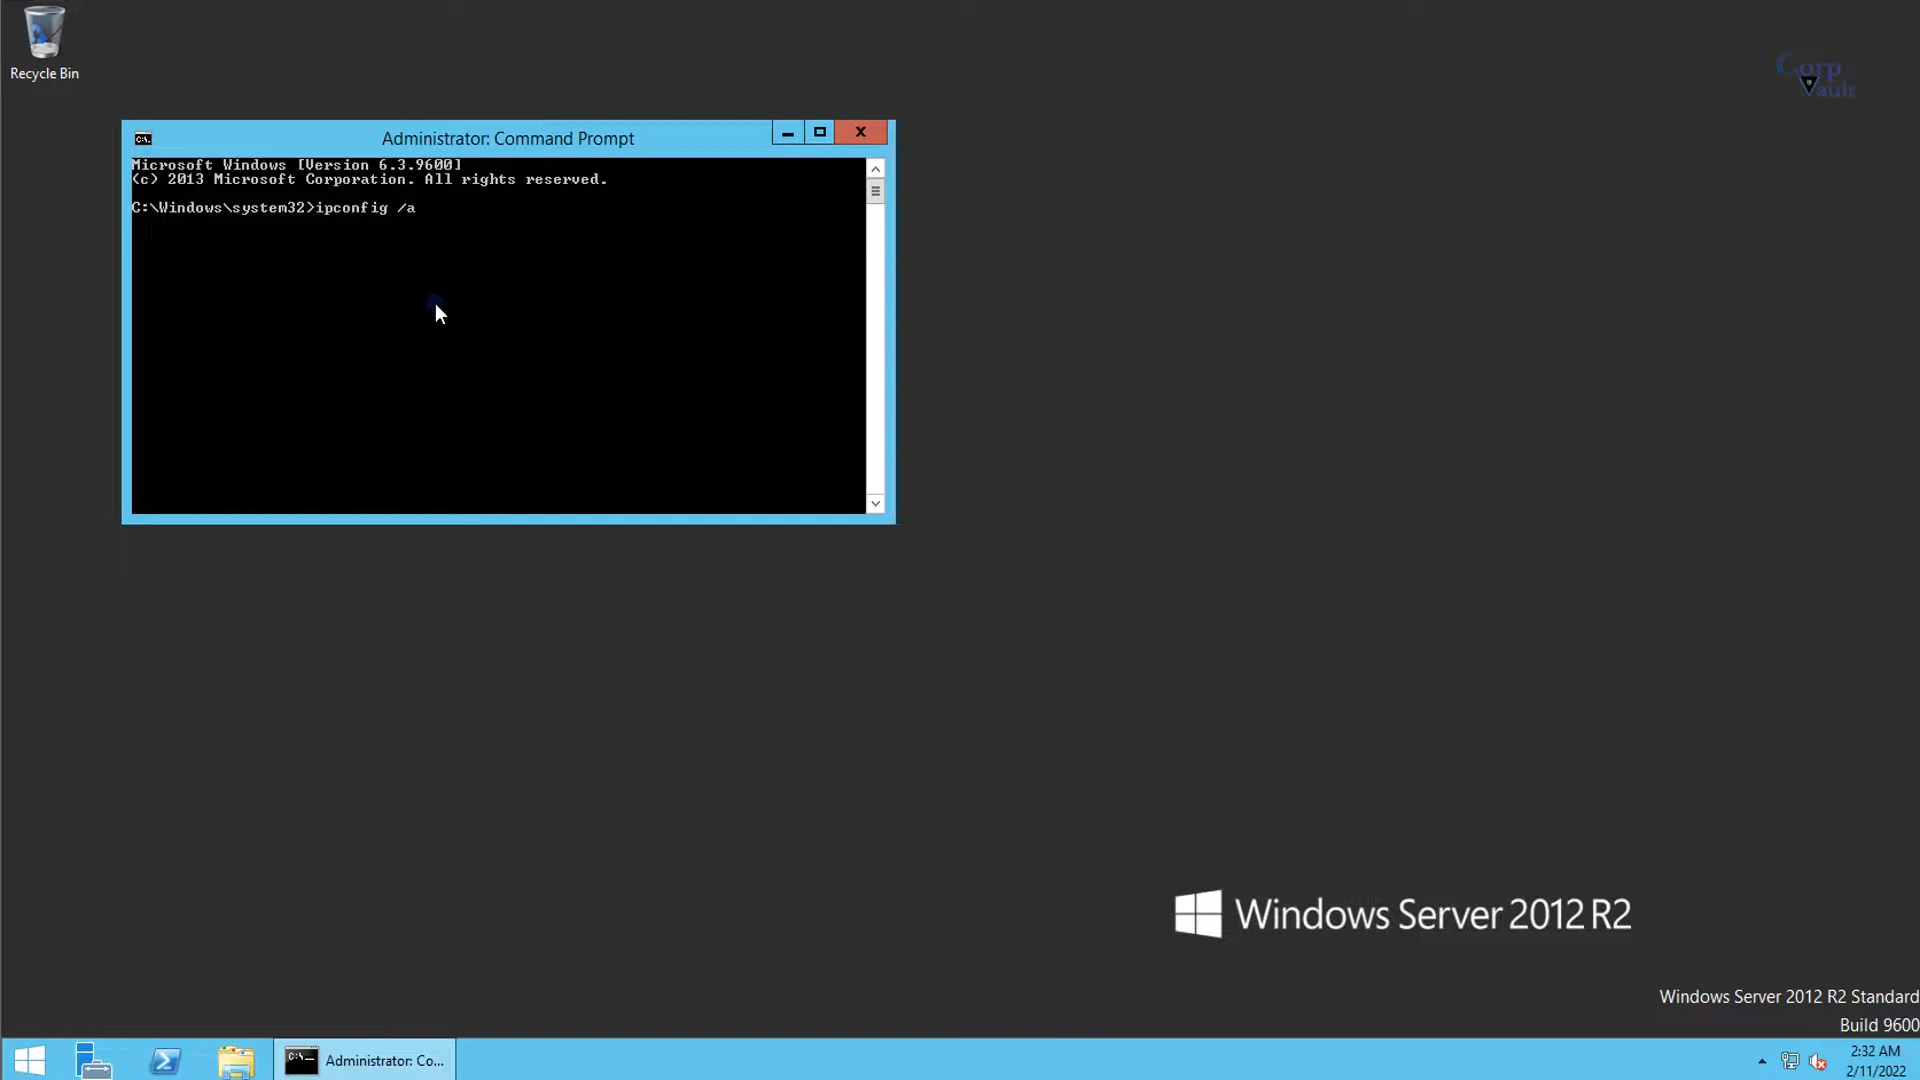 Recycle Bin
Corp
Vault
Administrator: Command Prompt
Microsoft Windows [Version 6.3.9600]
(c) 2013 Microsoft Corporation. All rights reserved.
C:\Windows\system32>ipconfig /a
Windows Server 2012 R2
Windows Server 2012 R2 Standard
Build 9600
Administrator: Co...
2:32 AM
2/11/2022